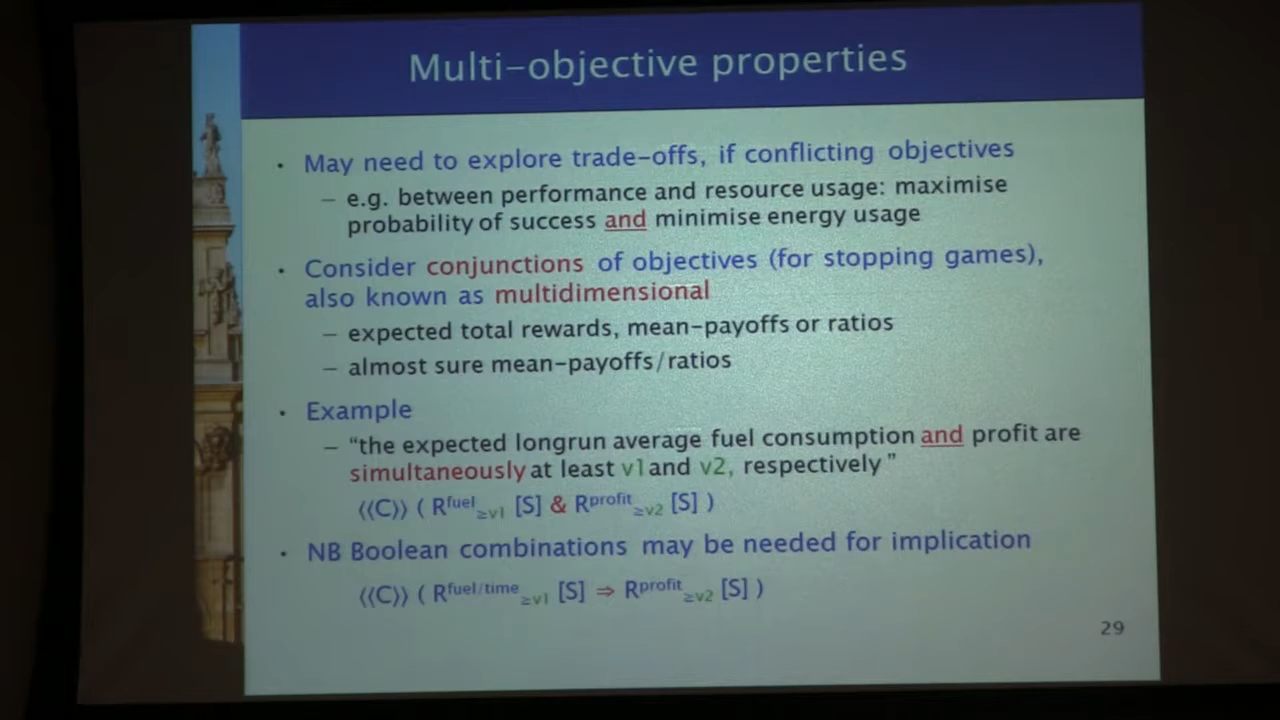 Multi-objective properties
• May need to explore trade-offs, if conflicting objectives
– e.g. between performance and resource usage: maximise
probability of success and minimise energy usage
• Consider conjunctions of objectives (for stopping games),
also known as multidimensional
– expected total rewards, mean-payoffs or ratios
– almost sure mean-payoffs/ratios
• Example
– “the expected longrun average fuel consumption and profit are
simultaneously at least v1 and v2, respectively”
⟨⟨C⟩⟩ ( Rfuel≥v1 [S] & Rprofit≥v2 [S] )
• NB Boolean combinations may be needed for implication
⟨⟨C⟩⟩ ( Rfuel/time≥v1 [S] ⇒ Rprofit≥v2 [S] )
29